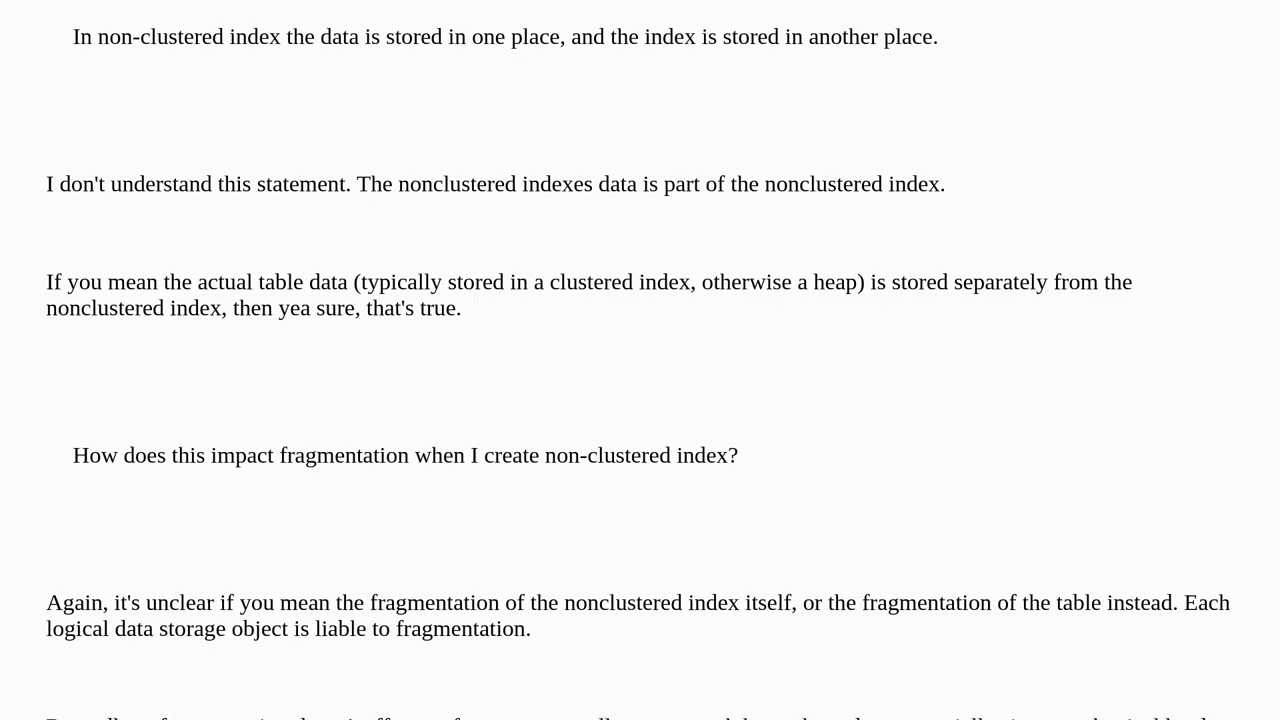 In non-clustered index the data is stored in one place, and the index is stored in another place.
I don't understand this statement. The nonclustered indexes data is part of the nonclustered index.
If you mean the actual table data (typically stored in a clustered index, otherwise a heap) is stored separately from the
nonclustered index, then yea sure, that's true.
How does this impact fragmentation when I create non-clustered index?
Again, it's unclear if you mean the fragmentation of the nonclustered index itself, or the fragmentation of the table instead. Each
logical data storage object is liable to fragmentation.